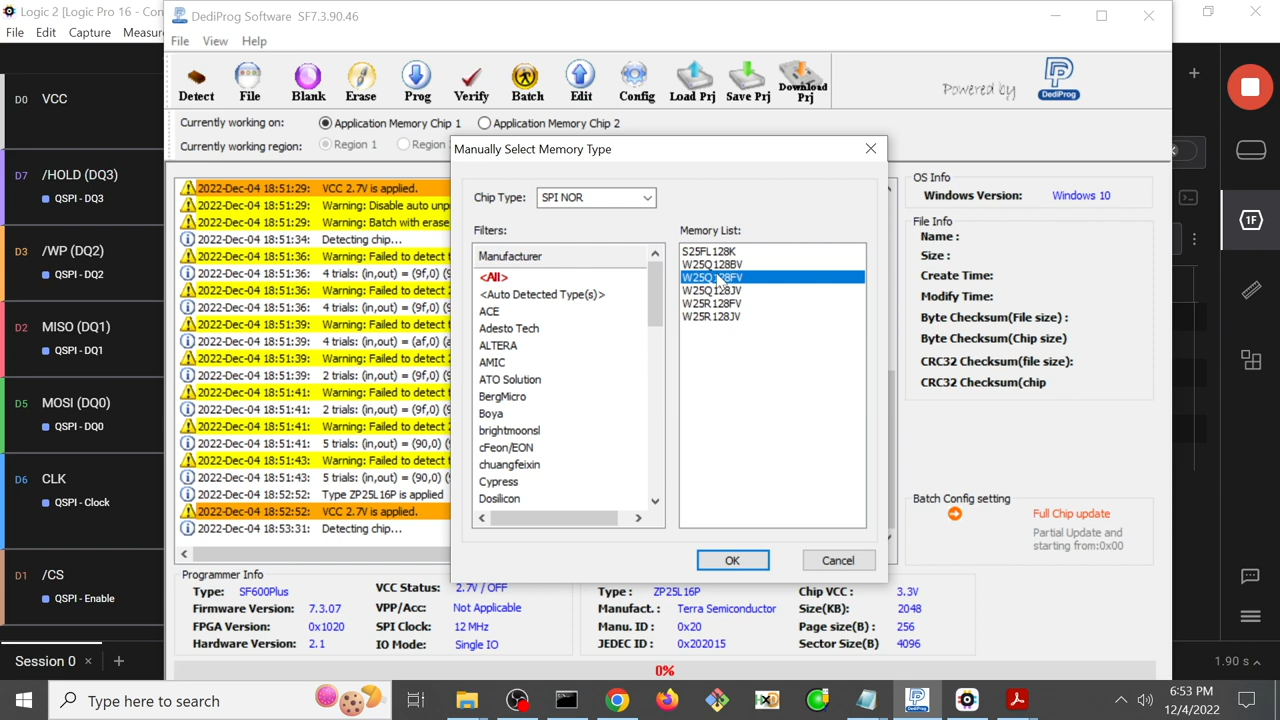 Logic 2 [Logic Pro 16 - Con
DediProg Software SF7.3.90.46
File Edit Capture Measur
File View Help
Detect File Blank Erase Prog Verify Batch Edit Config Load Prj Save Prj Download Prj
Powered by DediProg
Currently working on: Application Memory Chip 1 Application Memory Chip 2
Currently working region: Region 1 Region
D0 VCC
D7 /HOLD (DQ3)
QSPI - DQ3
D3 /WP (DQ2)
QSPI - DQ2
D2 MISO (DQ1)
QSPI - DQ1
D5 MOSI (DQ0)
QSPI - DQ0
D6 CLK
QSPI - Clock
D1 /CS
QSPI - Enable
Session 0
2022-Dec-04 18:51:29: VCC 2.7V is applied.
2022-Dec-04 18:51:29: Warning: Disable auto unp
2022-Dec-04 18:51:29: Warning: Batch with erase
2022-Dec-04 18:51:34: Detecting chip...
2022-Dec-04 18:51:36: Warning: Failed to detect t
2022-Dec-04 18:51:36: 4 trials: (in,out) = (9f,0) (9
2022-Dec-04 18:51:36: Warning: Failed to detect t
2022-Dec-04 18:51:36: 4 trials: (in,out) = (9f,0) (9
2022-Dec-04 18:51:39: Warning: Failed to detect t
2022-Dec-04 18:51:39: 4 trials: (in,out) = (af,0) (a
2022-Dec-04 18:51:39: Warning: Failed to detect t
2022-Dec-04 18:51:39: 2 trials: (in,out) = (9f,0) (9
2022-Dec-04 18:51:41: Warning: Failed to detect t
2022-Dec-04 18:51:41: 2 trials: (in,out) = (9f,0) (9
2022-Dec-04 18:51:41: Warning: Failed to detect t
2022-Dec-04 18:51:41: 5 trials: (in,out) = (90,0) (9
2022-Dec-04 18:51:43: Warning: Failed to detect t
2022-Dec-04 18:51:43: 5 trials: (in,out) = (90,0) (9
2022-Dec-04 18:52:52: Type ZP25L16P is applied
2022-Dec-04 18:52:52: VCC 2.7V is applied.
2022-Dec-04 18:53:31: Detecting chip...
Manually Select Memory Type
Chip Type: SPI NOR
Filters:
Manufacturer
<All>
<Auto Detected Type(s)>
ACE
Adesto Tech
ALTERA
AMIC
ATO Solution
BergMicro
Boya
brightmoonsl
cFeon/EON
chuangfeixin
Cypress
Dosilicon
Memory List:
S25FL128K
W25Q128BV
W25Q128FV
W25Q128JV
W25R128FV
W25R128JV
OK Cancel
OS Info
Windows Version: Windows 10
File Info
Name :
Size :
Create Time:
Modify Time:
Byte Checksum(File size) :
Byte Checksum(Chip size)
CRC32 Checksum(file size):
CRC32 Checksum(chip
Batch Config setting
Full Chip update
Partial Update and
starting from:0x00
Programmer Info
Type: SF600Plus
Firmware Version: 7.3.07
FPGA Version: 0x1020
Hardware Version: 2.1
VCC Status: 2.7V / OFF
VPP/Acc: Not Applicable
SPI Clock: 12 MHz
IO Mode: Single IO
Type : ZP25L16P
Manufact.: Terra Semiconductor
Manu. ID : 0x20
JEDEC ID : 0x202015
Chip VCC : 3.3V
Size(KB): 2048
Page size(B) : 256
Sector Size(B) 4096
0%
1F
1.90 s
Type here to search
6:53 PM
12/4/2022